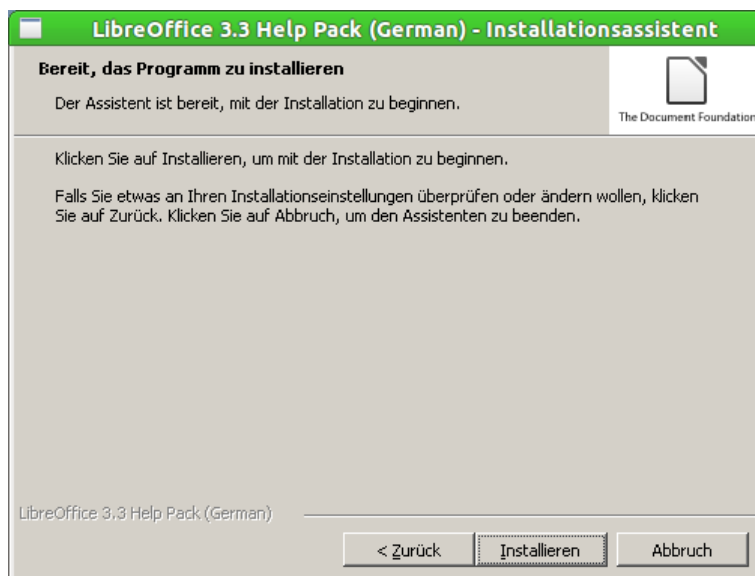 LibreOffice 3.3 Help Pack (German) - Installationsassistent
Bereit, das Programm zu installieren
Der Assistent ist bereit, mit der Installation zu beginnen.
The Document Foundation
Klicken Sie auf Installieren, um mit der Installation zu beginnen.
Falls Sie etwas an Ihren Installationseinstellungen überprüfen oder ändern wollen, klicken
Sie auf Zurück. Klicken Sie auf Abbruch, um den Assistenten zu beenden.
LibreOffice 3.3 Help Pack (German)
< Zurück
Installieren
Abbruch